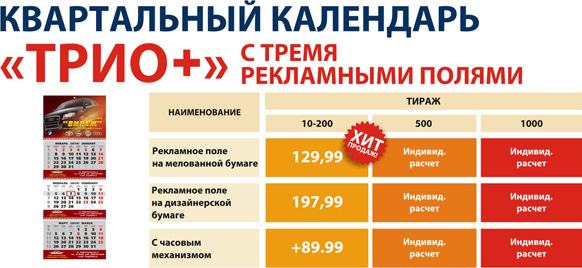 КВАРТАЛЬНЫЙ КАЛЕНДАРЬ
«ТРИО+» С ТРЕМЯ
РЕКЛАМНЫМИ ПОЛЯМИ
НАИМЕНОВАНИЕ
ТИРАЖ
10-200 500 1000
ХИТ
ПРОДАЖ!
Рекламное поле
на мелованной бумаге
129,99
Индивид.
расчет
Индивид.
расчет
Рекламное поле
на дизайнерской
бумаге
197,99
Индивид.
расчет
Индивид.
расчет
С часовым
механизмом
+89.99
Индивид.
расчет
Индивид.
расчет
"ВИРАЖ"